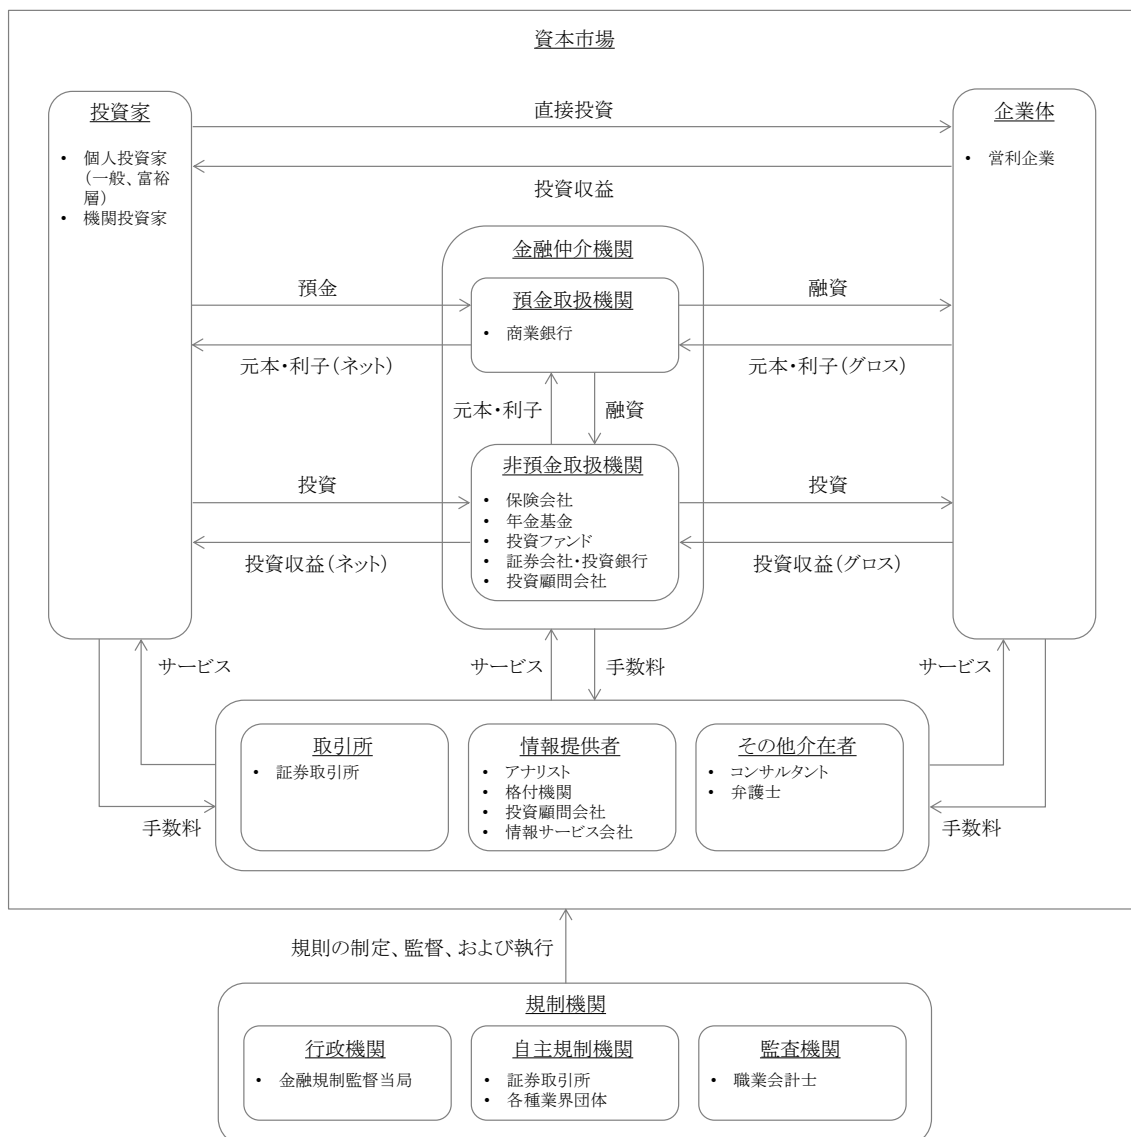 資本市場
投資家
• 個人投資家
(一般、富裕
層)
• 機関投資家
直接投資
投資収益
企業体
• 営利企業
金融仲介機関
預金
預金取扱機関
• 商業銀行
融資
元本・利子(ネット)
元本・利子(グロス)
元本・利子
融資
投資
非預金取扱機関
• 保険会社
• 年金基金
• 投資ファンド
• 証券会社・投資銀行
• 投資顧問会社
投資
投資収益(ネット)
投資収益(グロス)
サービス
サービス
手数料
サービス
取引所
• 証券取引所
情報提供者
• アナリスト
• 格付機関
• 投資顧問会社
• 情報サービス会社
その他介在者
• コンサルタント
• 弁護士
手数料
手数料
規則の制定、監督、および執行
規制機関
行政機関
• 金融規制監督当局
自主規制機関
• 証券取引所
• 各種業界団体
監査機関
• 職業会計士